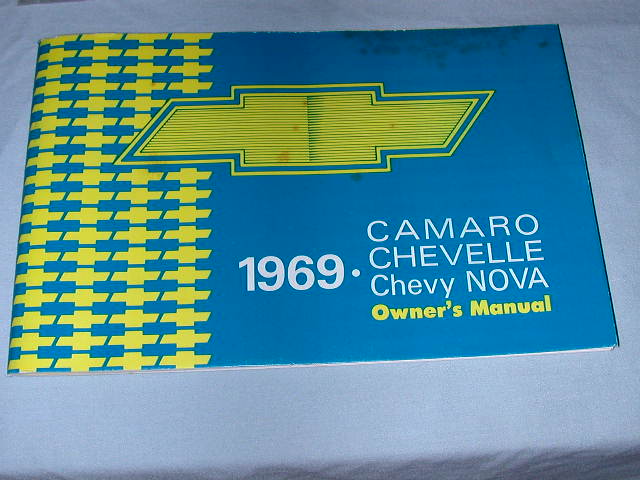 CAMARO
CHEVELLE
1969 • Chevy NOVA
Owner's Manual